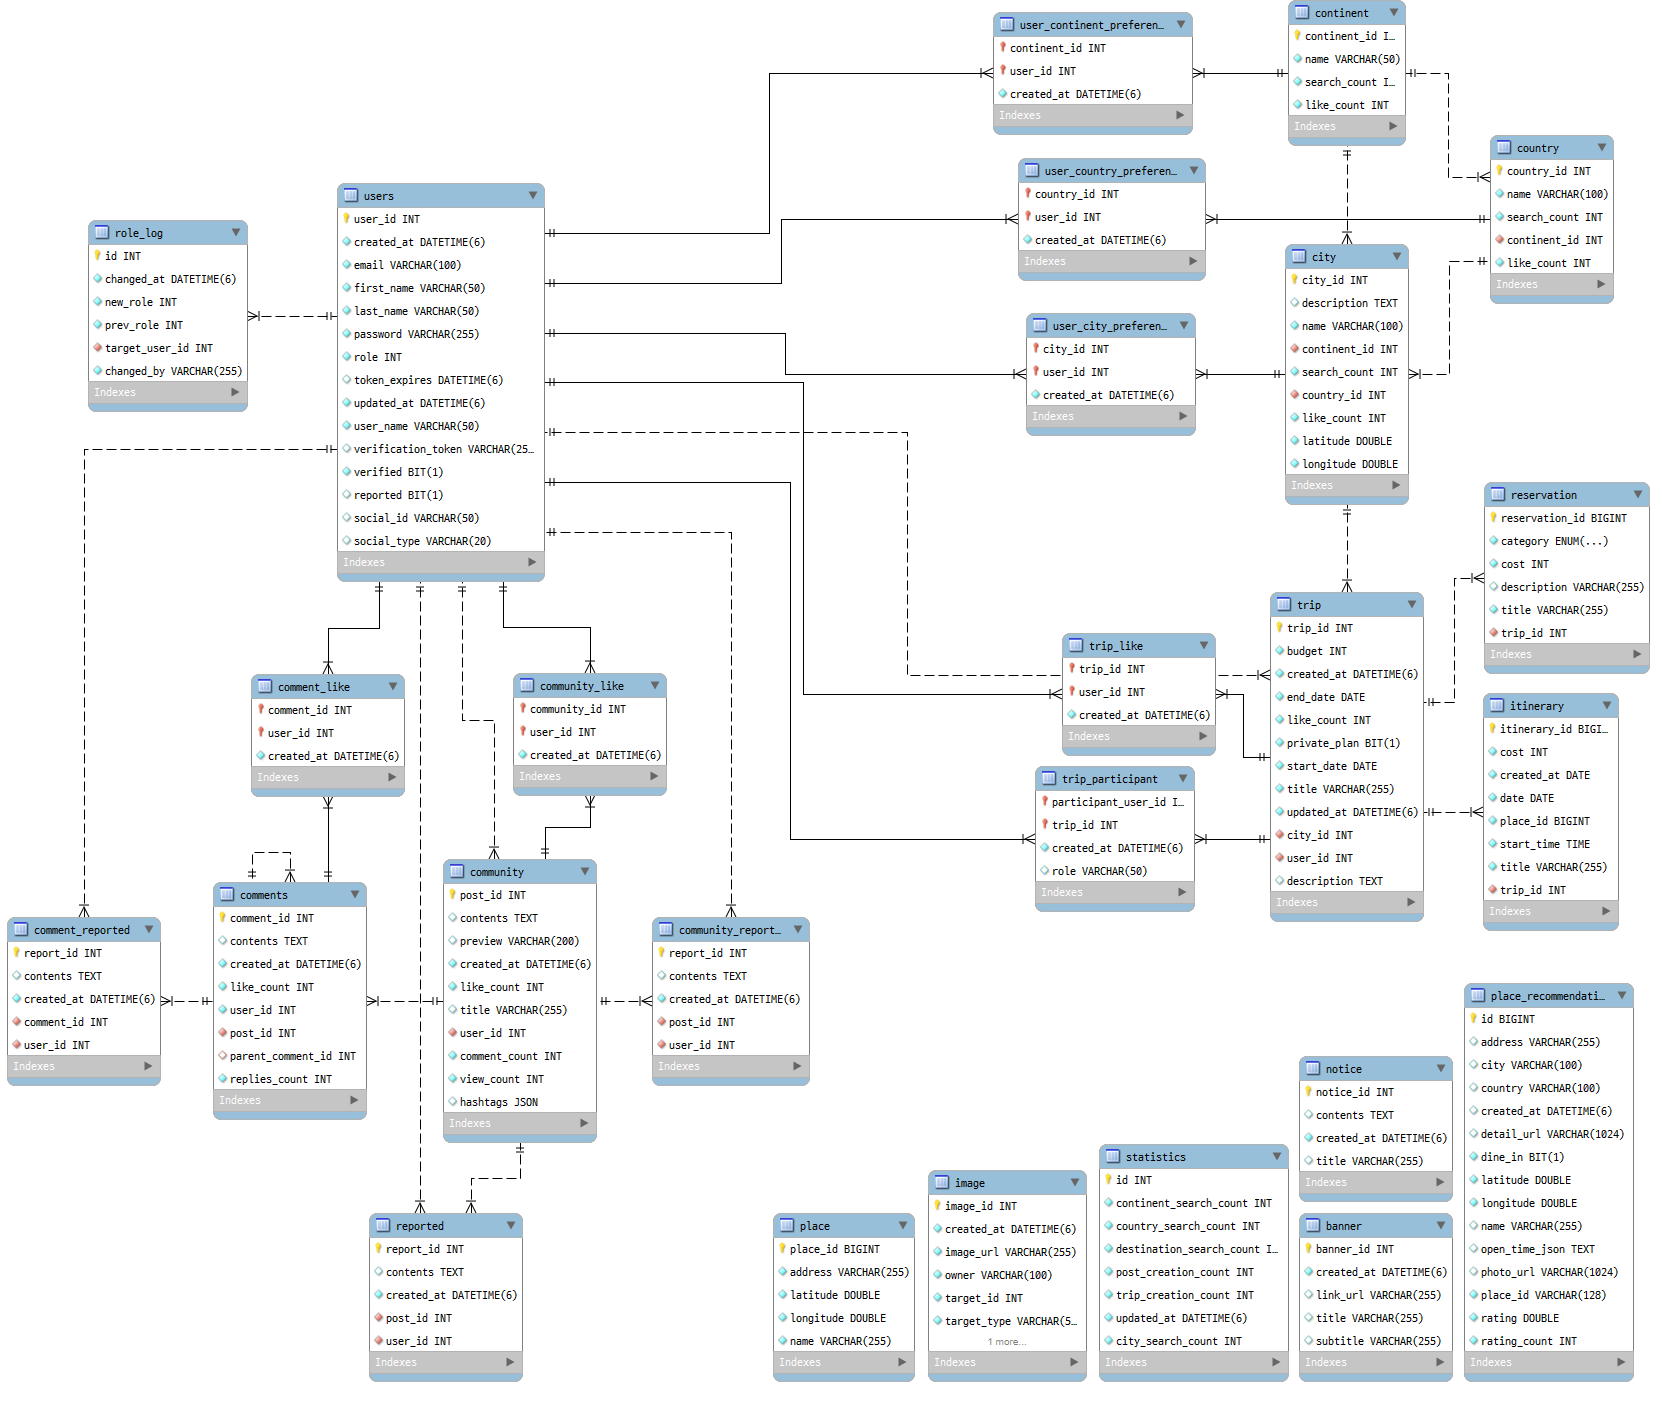 user_continent_preferen…
continent_id INT
user_id INT
created_at DATETIME(6)
Indexes
continent
continent_id I…
name VARCHAR(50)
search_count I…
like_count INT
Indexes
country
country_id INT
name VARCHAR(100)
search_count INT
continent_id INT
like_count INT
Indexes
user_country_preferen…
country_id INT
user_id INT
created_at DATETIME(6)
Indexes
users
user_id INT
created_at DATETIME(6)
email VARCHAR(100)
first_name VARCHAR(50)
last_name VARCHAR(50)
password VARCHAR(255)
role INT
token_expires DATETIME(6)
updated_at DATETIME(6)
user_name VARCHAR(50)
verification_token VARCHAR(25…
verified BIT(1)
reported BIT(1)
social_id VARCHAR(50)
social_type VARCHAR(20)
Indexes
role_log
id INT
changed_at DATETIME(6)
new_role INT
prev_role INT
target_user_id INT
changed_by VARCHAR(255)
Indexes
city
city_id INT
description TEXT
name VARCHAR(100)
continent_id INT
search_count INT
country_id INT
like_count INT
latitude DOUBLE
longitude DOUBLE
Indexes
user_city_preferen…
city_id INT
user_id INT
created_at DATETIME(6)
Indexes
reservation
reservation_id BIGINT
category ENUM(...)
cost INT
description VARCHAR(255)
title VARCHAR(255)
trip_id INT
Indexes
trip
trip_id INT
budget INT
created_at DATETIME(6)
end_date DATE
like_count INT
private_plan BIT(1)
start_date DATE
title VARCHAR(255)
updated_at DATETIME(6)
city_id INT
user_id INT
description TEXT
Indexes
trip_like
trip_id INT
user_id INT
created_at DATETIME(6)
Indexes
itinerary
itinerary_id BIGI…
cost INT
created_at DATE
date DATE
place_id BIGINT
start_time TIME
title VARCHAR(255)
trip_id INT
Indexes
trip_participant
participant_user_id I…
trip_id INT
created_at DATETIME(6)
role VARCHAR(50)
Indexes
comment_like
comment_id INT
user_id INT
created_at DATETIME(6)
Indexes
community_like
community_id INT
user_id INT
created_at DATETIME(6)
Indexes
comment_reported
report_id INT
contents TEXT
created_at DATETIME(6)
comment_id INT
user_id INT
Indexes
comments
comment_id INT
contents TEXT
created_at DATETIME(6)
like_count INT
user_id INT
post_id INT
parent_comment_id INT
replies_count INT
Indexes
community
post_id INT
contents TEXT
preview VARCHAR(200)
created_at DATETIME(6)
like_count INT
title VARCHAR(255)
user_id INT
comment_count INT
view_count INT
hashtags JSON
Indexes
community_report…
report_id INT
contents TEXT
created_at DATETIME(6)
post_id INT
user_id INT
Indexes
reported
report_id INT
contents TEXT
created_at DATETIME(6)
post_id INT
user_id INT
Indexes
place
place_id BIGINT
address VARCHAR(255)
latitude DOUBLE
longitude DOUBLE
name VARCHAR(255)
Indexes
image
image_id INT
created_at DATETIME(6)
image_url VARCHAR(255)
owner VARCHAR(100)
target_id INT
target_type VARCHAR(5…
1 more...
Indexes
statistics
id INT
continent_search_count INT
country_search_count INT
destination_search_count I…
post_creation_count INT
trip_creation_count INT
updated_at DATETIME(6)
city_search_count INT
Indexes
notice
notice_id INT
contents TEXT
created_at DATETIME(6)
title VARCHAR(255)
Indexes
banner
banner_id INT
created_at DATETIME(6)
link_url VARCHAR(255)
title VARCHAR(255)
subtitle VARCHAR(255)
Indexes
place_recommendati…
id BIGINT
address VARCHAR(255)
city VARCHAR(100)
country VARCHAR(100)
created_at DATETIME(6)
detail_url VARCHAR(1024)
dine_in BIT(1)
latitude DOUBLE
longitude DOUBLE
name VARCHAR(255)
open_time_json TEXT
photo_url VARCHAR(1024)
place_id VARCHAR(128)
rating DOUBLE
rating_count INT
Indexes